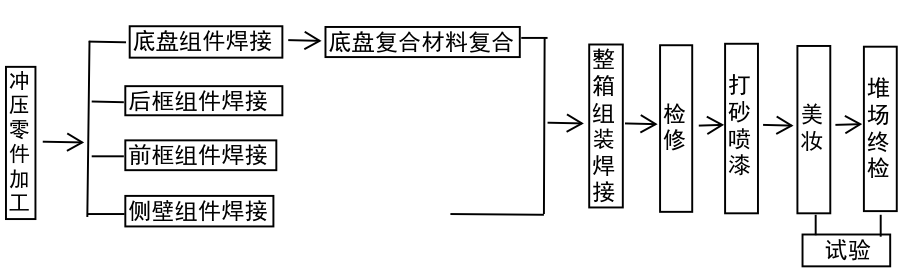 冲压零件加工
底盘组件焊接
底盘复合材料复合
后框组件焊接
前框组件焊接
侧壁组件焊接
整箱组装焊接
检修
打砂喷漆
美妆
堆场终检
试验